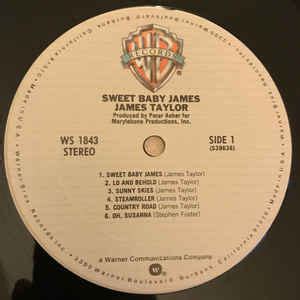 WB
RECORDS
SWEET BABY JAMES
JAMES TAYLOR
Produced by Peter Asher for
Marylebone Productions, Inc.
WS 1843
STEREO
SIDE 1
(S39636)
1. SWEET BABY JAMES (James Taylor)
2. LO AND BEHOLD (James Taylor)
3. SUNNY SKIES (James Taylor)
4. STEAMROLLER (James Taylor)
5. COUNTRY ROAD (James Taylor)
6. OH, SUSANNA (Stephen Foster)
a Warner Communications Company